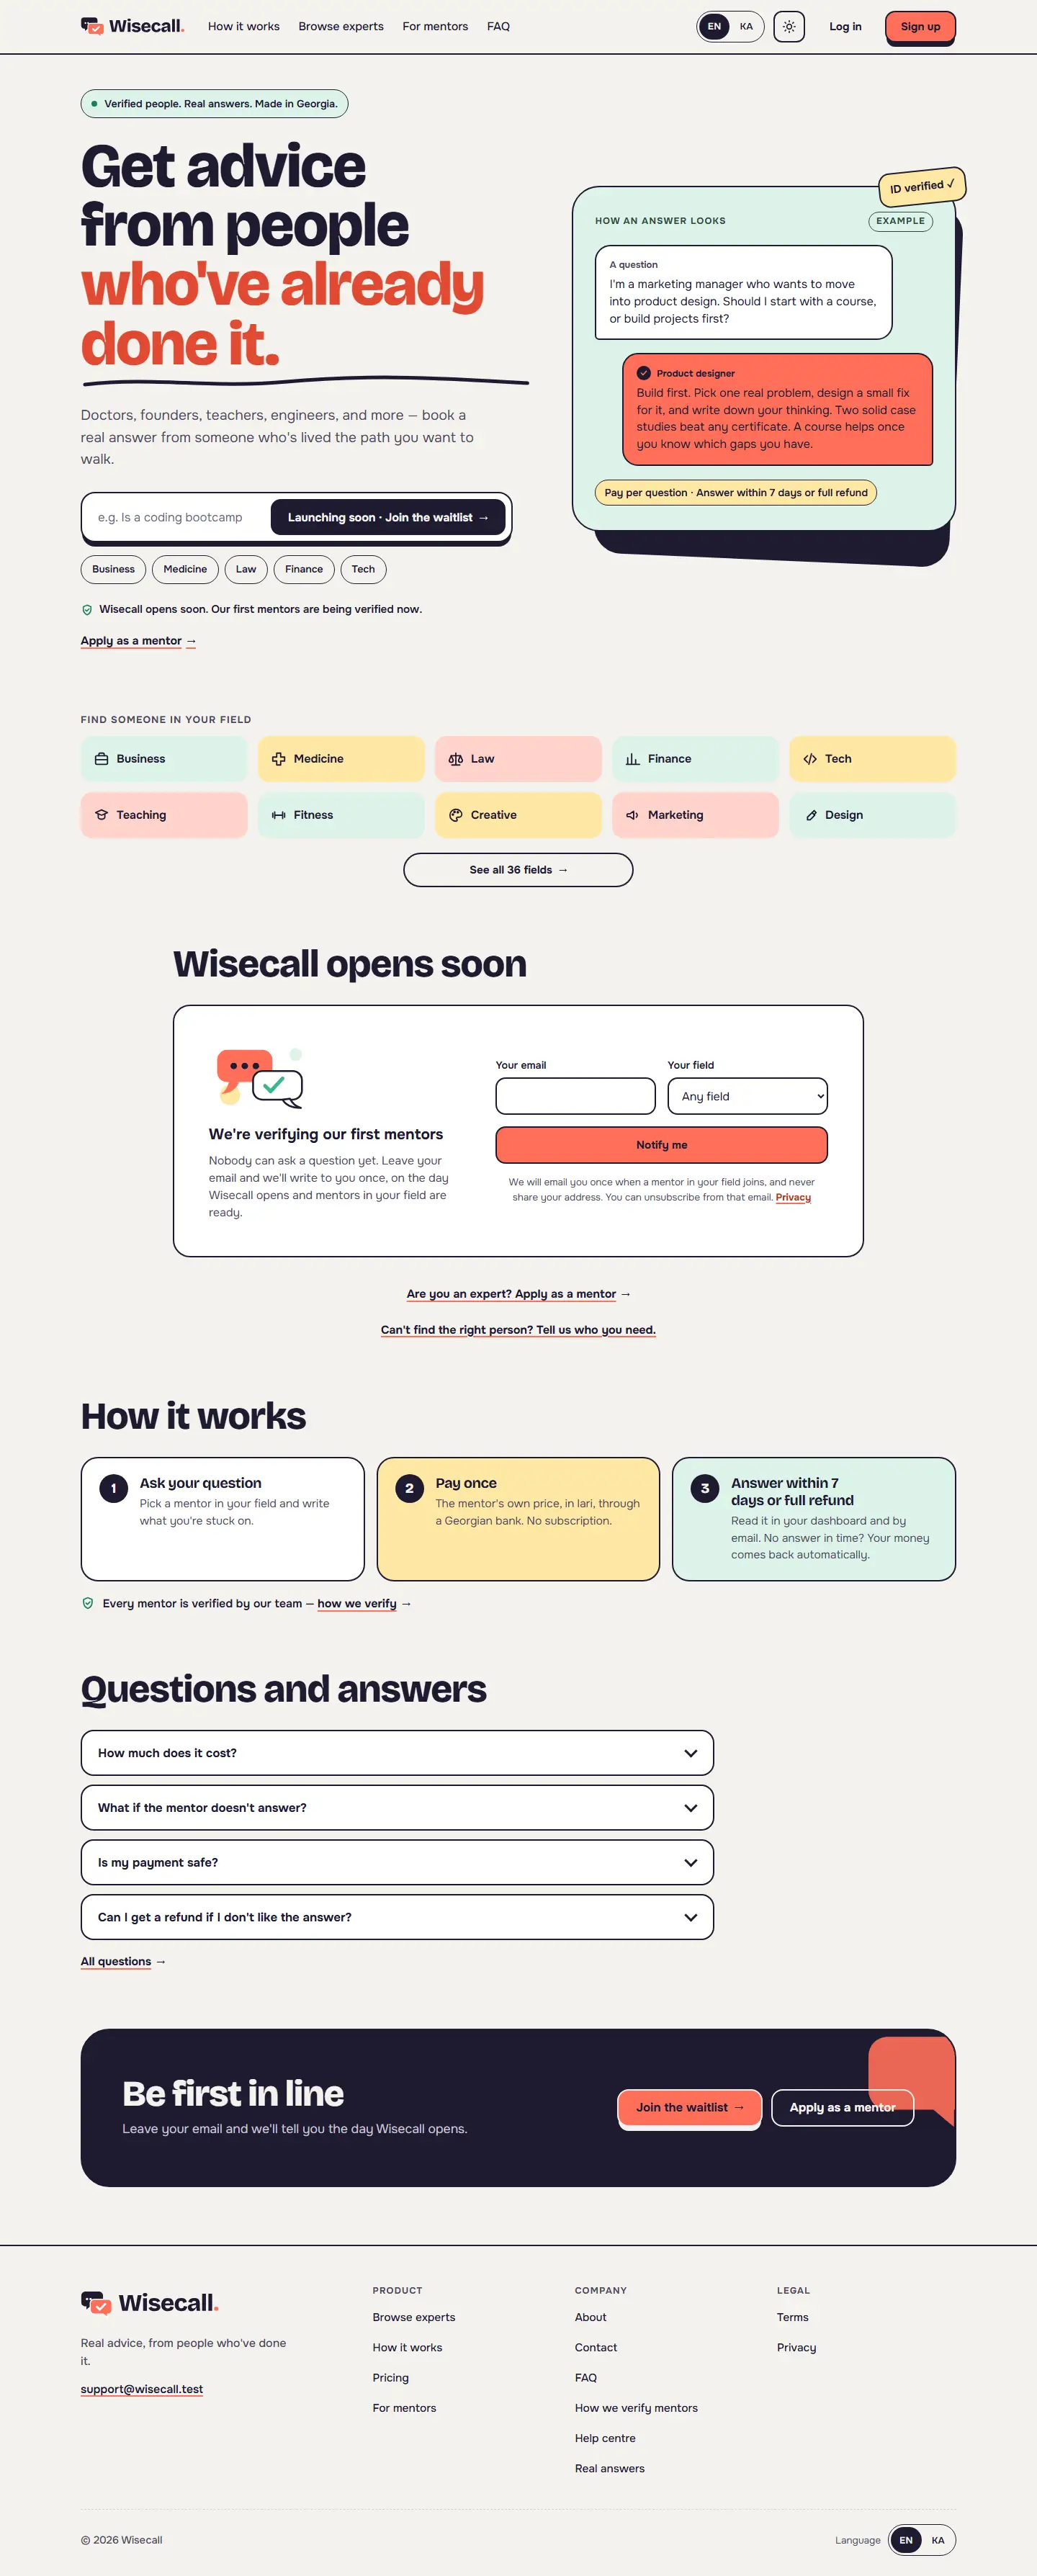 Wisecall.
How it works
Browse experts
For mentors
FAQ
EN
KA
Log in
Sign up
Verified people. Real answers. Made in Georgia.
Get advice
from people
who've already
done it.
Doctors, founders, teachers, engineers, and more — book a
real answer from someone who's lived the path you want to
walk.
e.g. Is a coding bootcamp
Launching soon · Join the waitlist →
Business
Medicine
Law
Finance
Tech
Wisecall opens soon. Our first mentors are being verified now.
Apply as a mentor →
ID verified ✓
HOW AN ANSWER LOOKS
EXAMPLE
A question
I'm a marketing manager who wants to move
into product design. Should I start with a course,
or build projects first?
Product designer
Build first. Pick one real problem, design a small fix
for it, and write down your thinking. Two solid case
studies beat any certificate. A course helps once
you know which gaps you have.
Pay per question · Answer within 7 days or full refund
FIND SOMEONE IN YOUR FIELD
Business
Medicine
Law
Finance
Tech
Teaching
Fitness
Creative
Marketing
Design
See all 36 fields →
Wisecall opens soon
We're verifying our first mentors
Nobody can ask a question yet. Leave your
email and we'll write to you once, on the day
Wisecall opens and mentors in your field are
ready.
Your email
Your field
Any field
Notify me
We will email you once when a mentor in your field joins, and never
share your address. You can unsubscribe from that email. Privacy
Are you an expert? Apply as a mentor →
Can't find the right person? Tell us who you need.
How it works
1
Ask your question
Pick a mentor in your field and write
what you're stuck on.
2
Pay once
The mentor's own price, in lari, through
a Georgian bank. No subscription.
3
Answer within 7
days or full refund
Read it in your dashboard and by
email. No answer in time? Your money
comes back automatically.
Every mentor is verified by our team — how we verify →
Questions and answers
How much does it cost?
What if the mentor doesn't answer?
Is my payment safe?
Can I get a refund if I don't like the answer?
All questions →
Be first in line
Leave your email and we'll tell you the day Wisecall opens.
Join the waitlist →
Apply as a mentor
Wisecall.
Real advice, from people who've done
it.
support@wisecall.test
PRODUCT
Browse experts
How it works
Pricing
For mentors
COMPANY
About
Contact
FAQ
How we verify mentors
Help centre
Real answers
LEGAL
Terms
Privacy
© 2026 Wisecall
Language
EN
KA